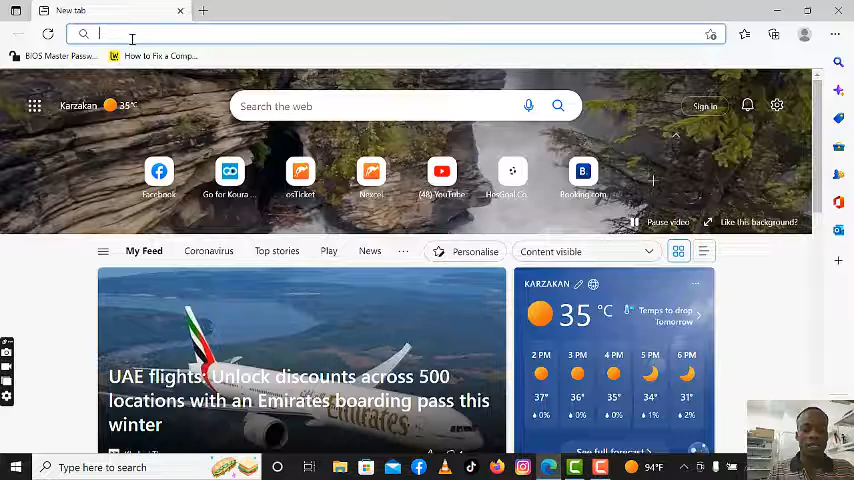 New tab
BIOS Master Passw...
How to Fix a Comp...
Karzakan 35°C
Search the web
Sign in
Facebook
Go for Koura ...
osTicket
Nexcel
(48) YouTube
HesGoal.Co...
Booking.com
Pause video
Like this background?
My Feed Coronavirus Top stories Play News ... Personalise Content visible
UAE flights: Unlock discounts across 500
locations with an Emirates boarding pass this
winter
KARZAKAN
35 °C
Temps to drop
Tomorrow
2 PM 3 PM 4 PM 5 PM 6 PM
37° 36° 35° 34° 31°
0% 0% 0% 1% 2%
See full forecast
Type here to search
94°F